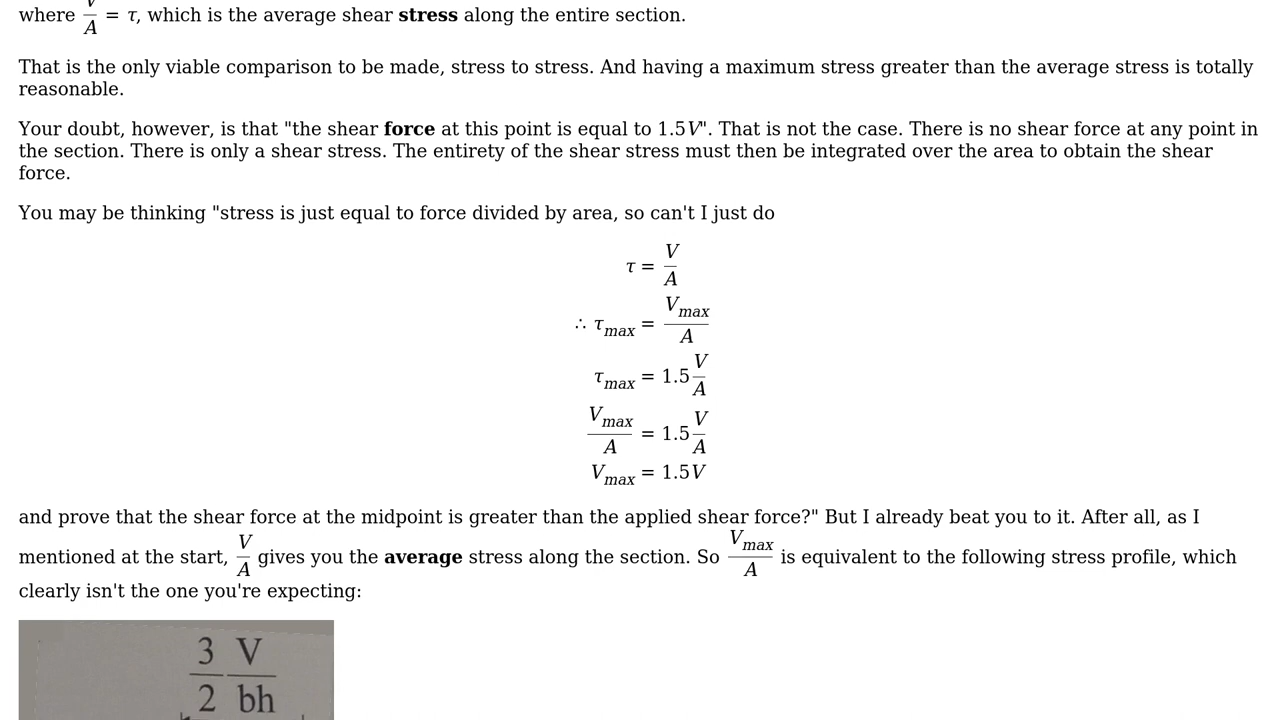 where V/A = τ, which is the average shear stress along the entire section.
That is the only viable comparison to be made, stress to stress. And having a maximum stress greater than the average stress is totally
reasonable.
Your doubt, however, is that "the shear force at this point is equal to 1.5V". That is not the case. There is no shear force at any point in
the section. There is only a shear stress. The entirety of the shear stress must then be integrated over the area to obtain the shear
force.
You may be thinking "stress is just equal to force divided by area, so can't I just do
τ = V/A
∴ τ_max = V_max/A
τ_max = 1.5 V/A
V_max/A = 1.5 V/A
V_max = 1.5V
and prove that the shear force at the midpoint is greater than the applied shear force?" But I already beat you to it. After all, as I
mentioned at the start, V/A gives you the average stress along the section. So V_max/A is equivalent to the following stress profile, which
clearly isn't the one you're expecting:
3/2 V/bh